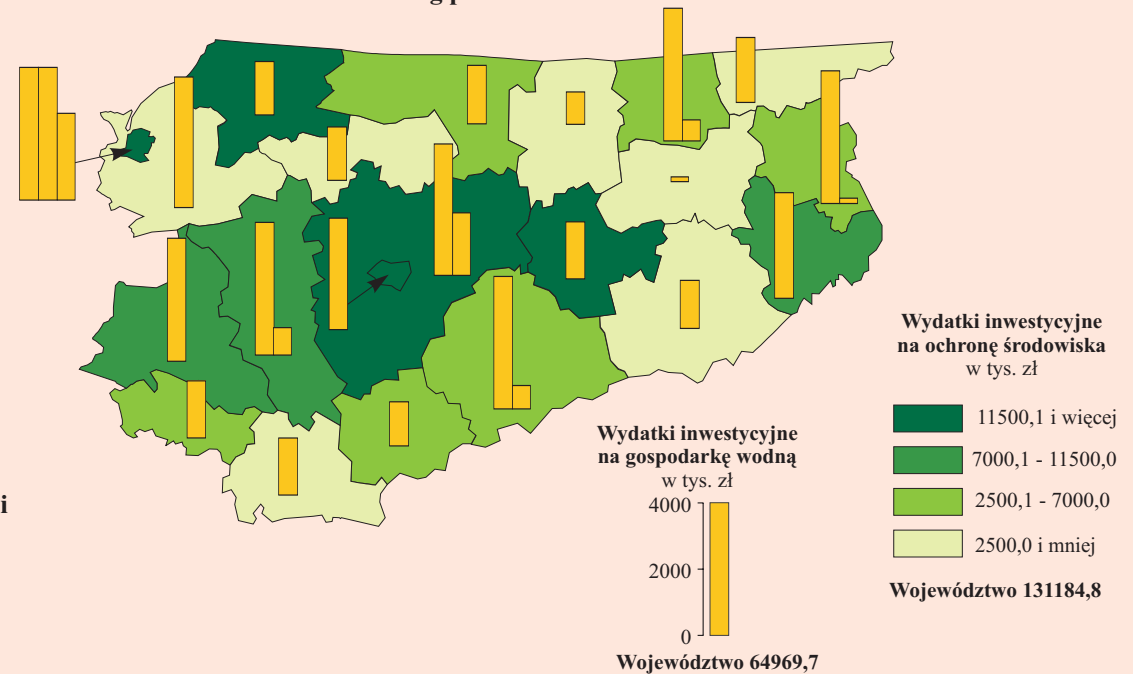 Wydatki inwestycyjne
na gospodarkę wodną
w tys. zł
4000
2000
0
Województwo 64969,7
Wydatki inwestycyjne
na ochronę środowiska
w tys. zł
11500,1 i więcej
7000,1 - 11500,0
2500,1 - 7000,0
2500,0 i mniej
Województwo 131184,8